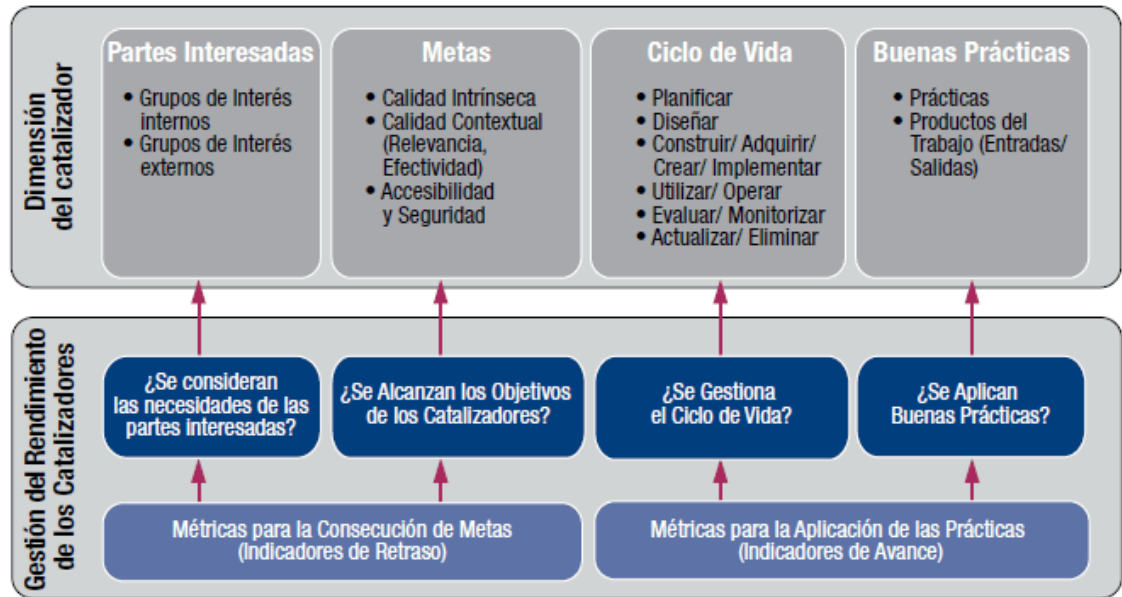 Dimensión
del catalizador
Partes Interesadas
• Grupos de Interés
internos
• Grupos de Interés
externos
Metas
• Calidad Intrínseca
• Calidad Contextual
(Relevancia,
Efectividad)
• Accesibilidad
y Seguridad
Ciclo de Vida
• Planificar
• Diseñar
• Construir/ Adquirir/
Crear/ Implementar
• Utilizar/ Operar
• Evaluar/ Monitorizar
• Actualizar/ Eliminar
Buenas Prácticas
• Prácticas
• Productos del
Trabajo (Entradas/
Salidas)
Gestión del Rendimiento
de los Catalizadores
¿Se consideran
las necesidades de las
partes interesadas?
¿Se Alcanzan los Objetivos
de los Catalizadores?
¿Se Gestiona
el Ciclo de Vida?
¿Se Aplican
Buenas Prácticas?
Métricas para la Consecución de Metas
(Indicadores de Retraso)
Métricas para la Aplicación de las Prácticas
(Indicadores de Avance)